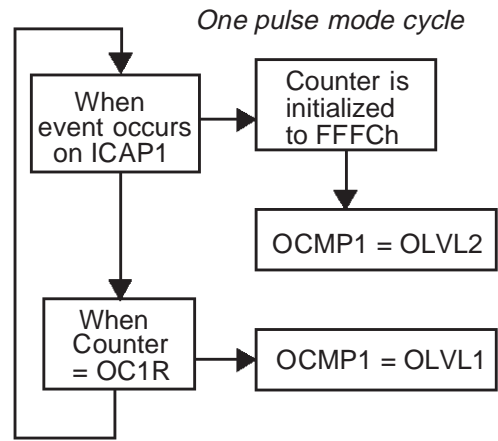 One pulse mode cycle
When
event occurs
on ICAP1
Counter is
initialized
to FFFCh
OCMP1 = OLVL2
When
Counter
= OC1R
OCMP1 = OLVL1